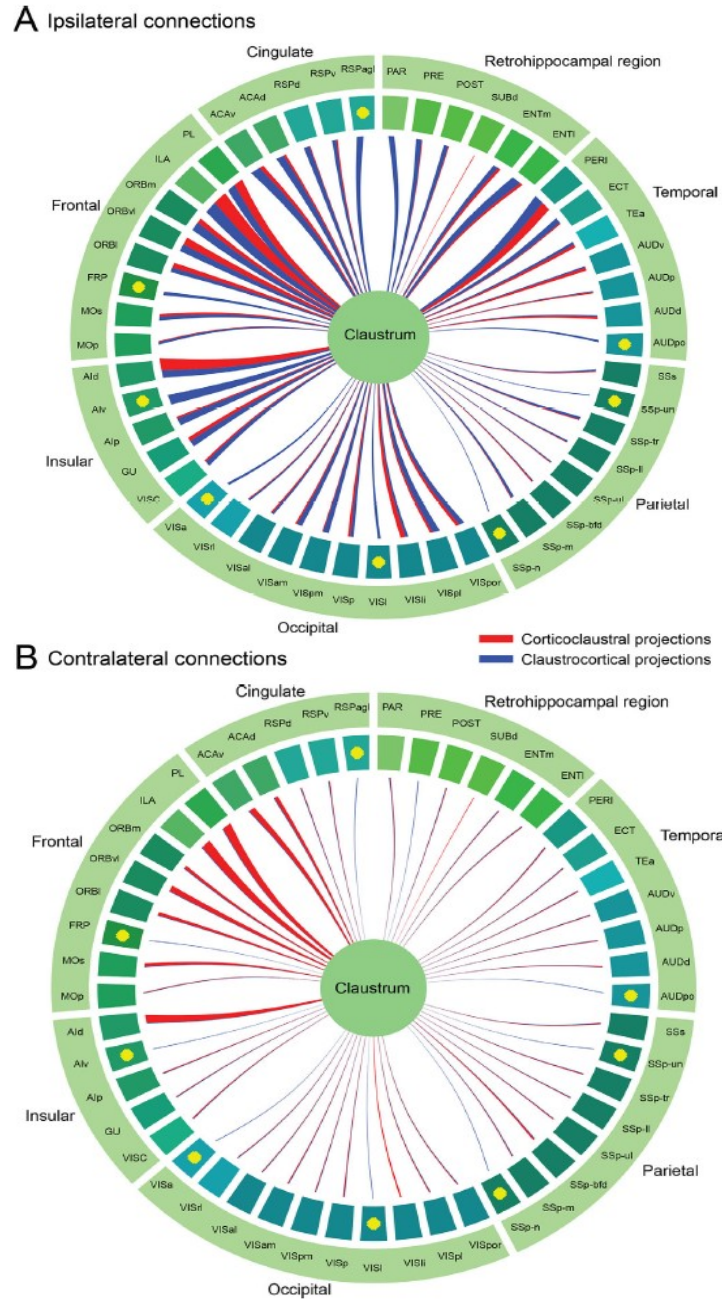 A Ipsilateral connections
Cingulate
Retrohippocampal region
Temporal
Parietal
Occipital
Insular
Frontal
RSPagl
PAR
PRE
POST
SUBd
ENTm
ENTl
PERI
ECT
TEa
AUDv
AUDp
AUDd
AUDpo
SSs
SSp-un
SSp-tr
SSp-ll
SSp-ul
SSp-bfd
SSp-m
SSp-n
VISpor
VISpl
VISli
VISl
VISp
VISpm
VISam
VISal
VISrl
VISa
VISC
GU
AIp
AIv
AId
MOp
MOs
FRP
ORBl
ORBvl
ORBm
ILA
PL
ACAv
ACAd
RSPd
RSPv
Claustrum
Corticoclaustral projections
Claustrocortical projections
B Contralateral connections
Cingulate
Retrohippocampal region
Tempora
Parietal
Occipital
Insular
Frontal
RSPagl
PAR
PRE
POST
SUBd
ENTm
ENTl
PERI
ECT
TEa
AUDv
AUDp
AUDd
AUDpo
SSs
SSp-un
SSp-tr
SSp-ll
SSp-ul
SSp-bfd
SSp-m
SSp-n
VISpor
VISpl
VISli
VISl
VISp
VISpm
VISam
VISal
VISrl
VISa
VISC
GU
AIp
AIv
AId
MOp
MOs
FRP
ORBl
ORBvl
ORBm
ILA
PL
ACAv
ACAd
RSPd
RSPv
Claustrum